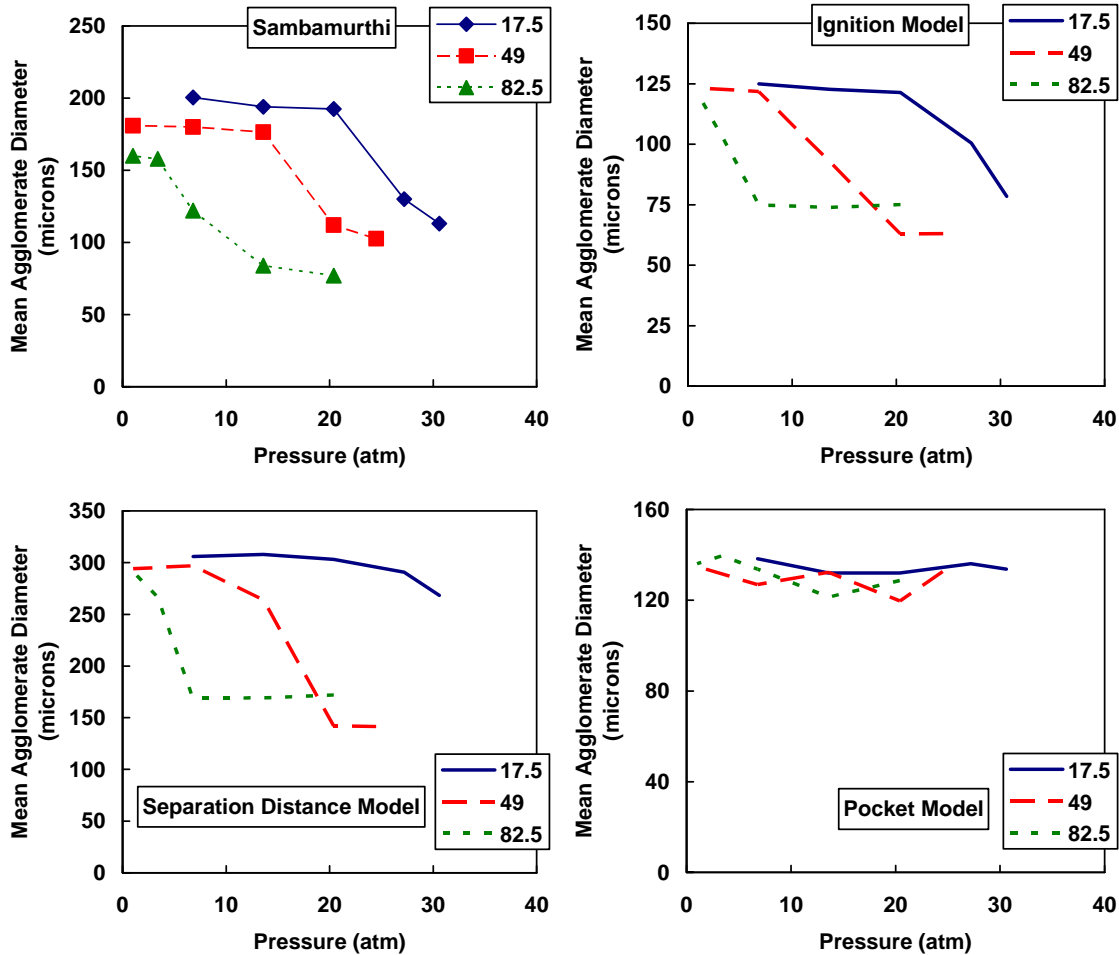 Sambamurthi
17.5
49
82.5
250
200
150
100
50
0
0 10 20 30 40
Mean Agglomerate Diameter
(microns)
Pressure (atm)
Ignition Model
17.5
49
82.5
150
125
100
75
50
25
0
0 10 20 30 40
Mean Agglomerate Diameter
(microns)
Pressure (atm)
350
300
250
200
150
100
50
0
0 10 20 30 40
Mean Agglomerate Diameter
(microns)
Pressure (atm)
Separation Distance Model
17.5
49
82.5
160
120
80
40
0
0 10 20 30 40
Mean Agglomerate Diameter
(microns)
Pressure (atm)
Pocket Model
17.5
49
82.5